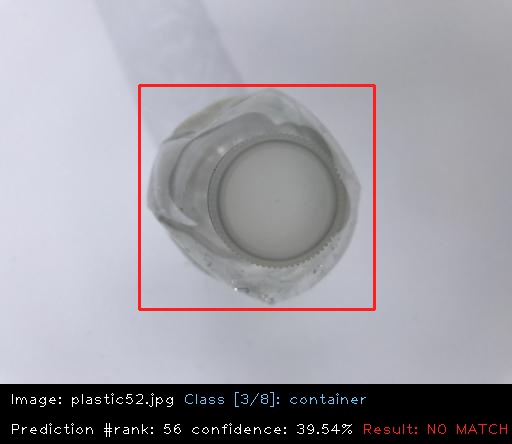 Image: plastic52.jpg Class [3/8]: container
Prediction #rank: 56 confidence: 39.54% Result: NO MATCH